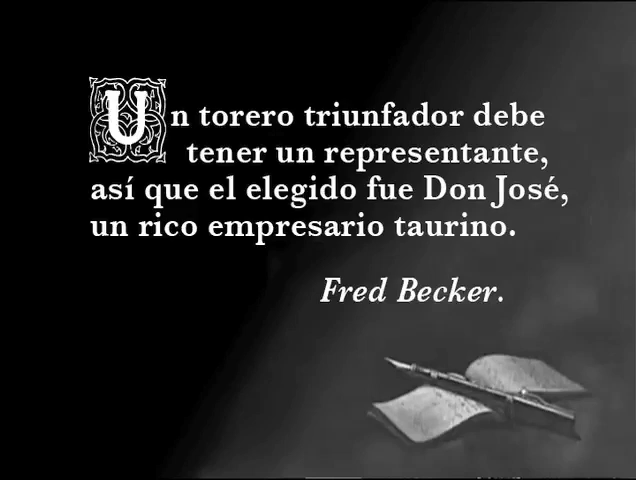 Un torero triunfador debe
tener un representante,
así que el elegido fue Don José,
un rico empresario taurino.
Fred Becker.